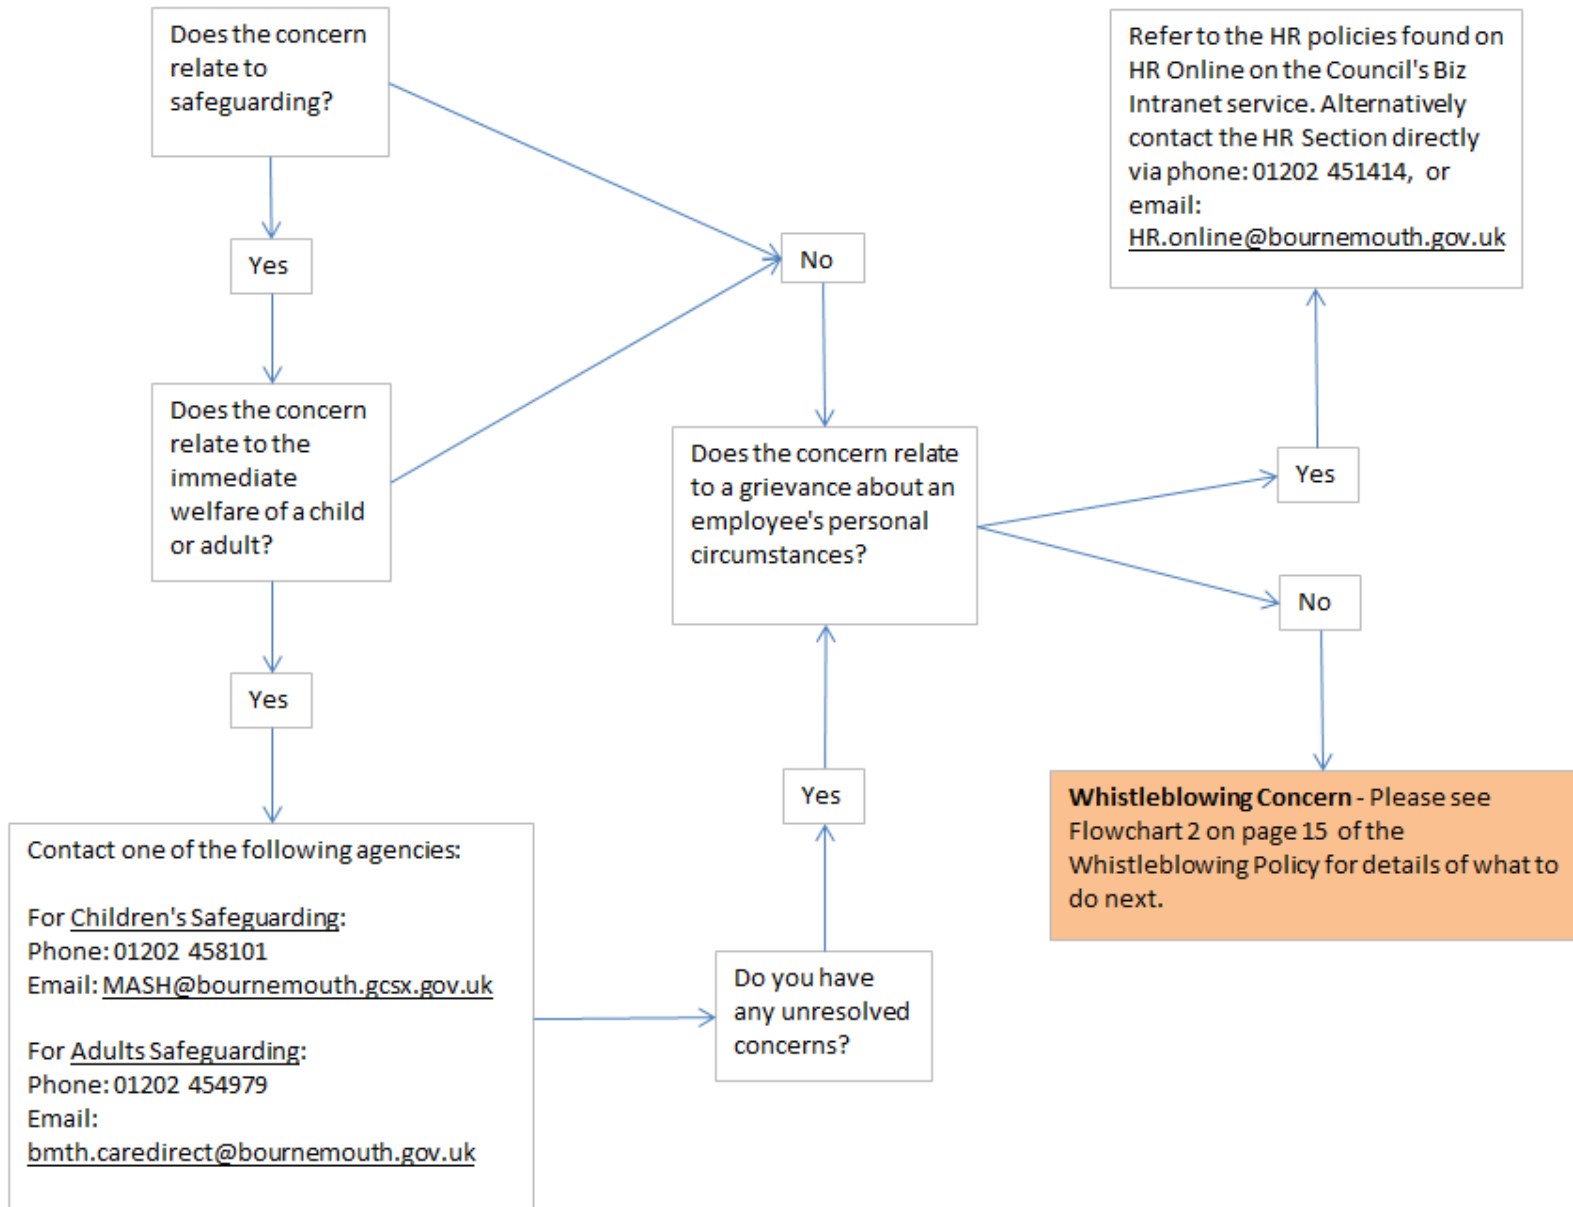 Does the concern
relate to
safeguarding?
Yes
Does the concern
relate to the
immediate
welfare of a child
or adult?
Yes
Contact one of the following agencies:
For Children's Safeguarding:
Phone: 01202 458101
Email: MASH@bournemouth.gcsx.gov.uk
For Adults Safeguarding:
Phone: 01202 454979
Email:
bmth.caredirect@bournemouth.gov.uk
No
Does the concern relate
to a grievance about an
employee's personal
circumstances?
Yes
Do you have
any unresolved
concerns?
Refer to the HR policies found on
HR Online on the Council's Biz
Intranet service. Alternatively
contact the HR Section directly
via phone: 01202 451414, or
email:
HR.online@bournemouth.gov.uk
Yes
No
Whistleblowing Concern - Please see
Flowchart 2 on page 15 of the
Whistleblowing Policy for details of what to
do next.